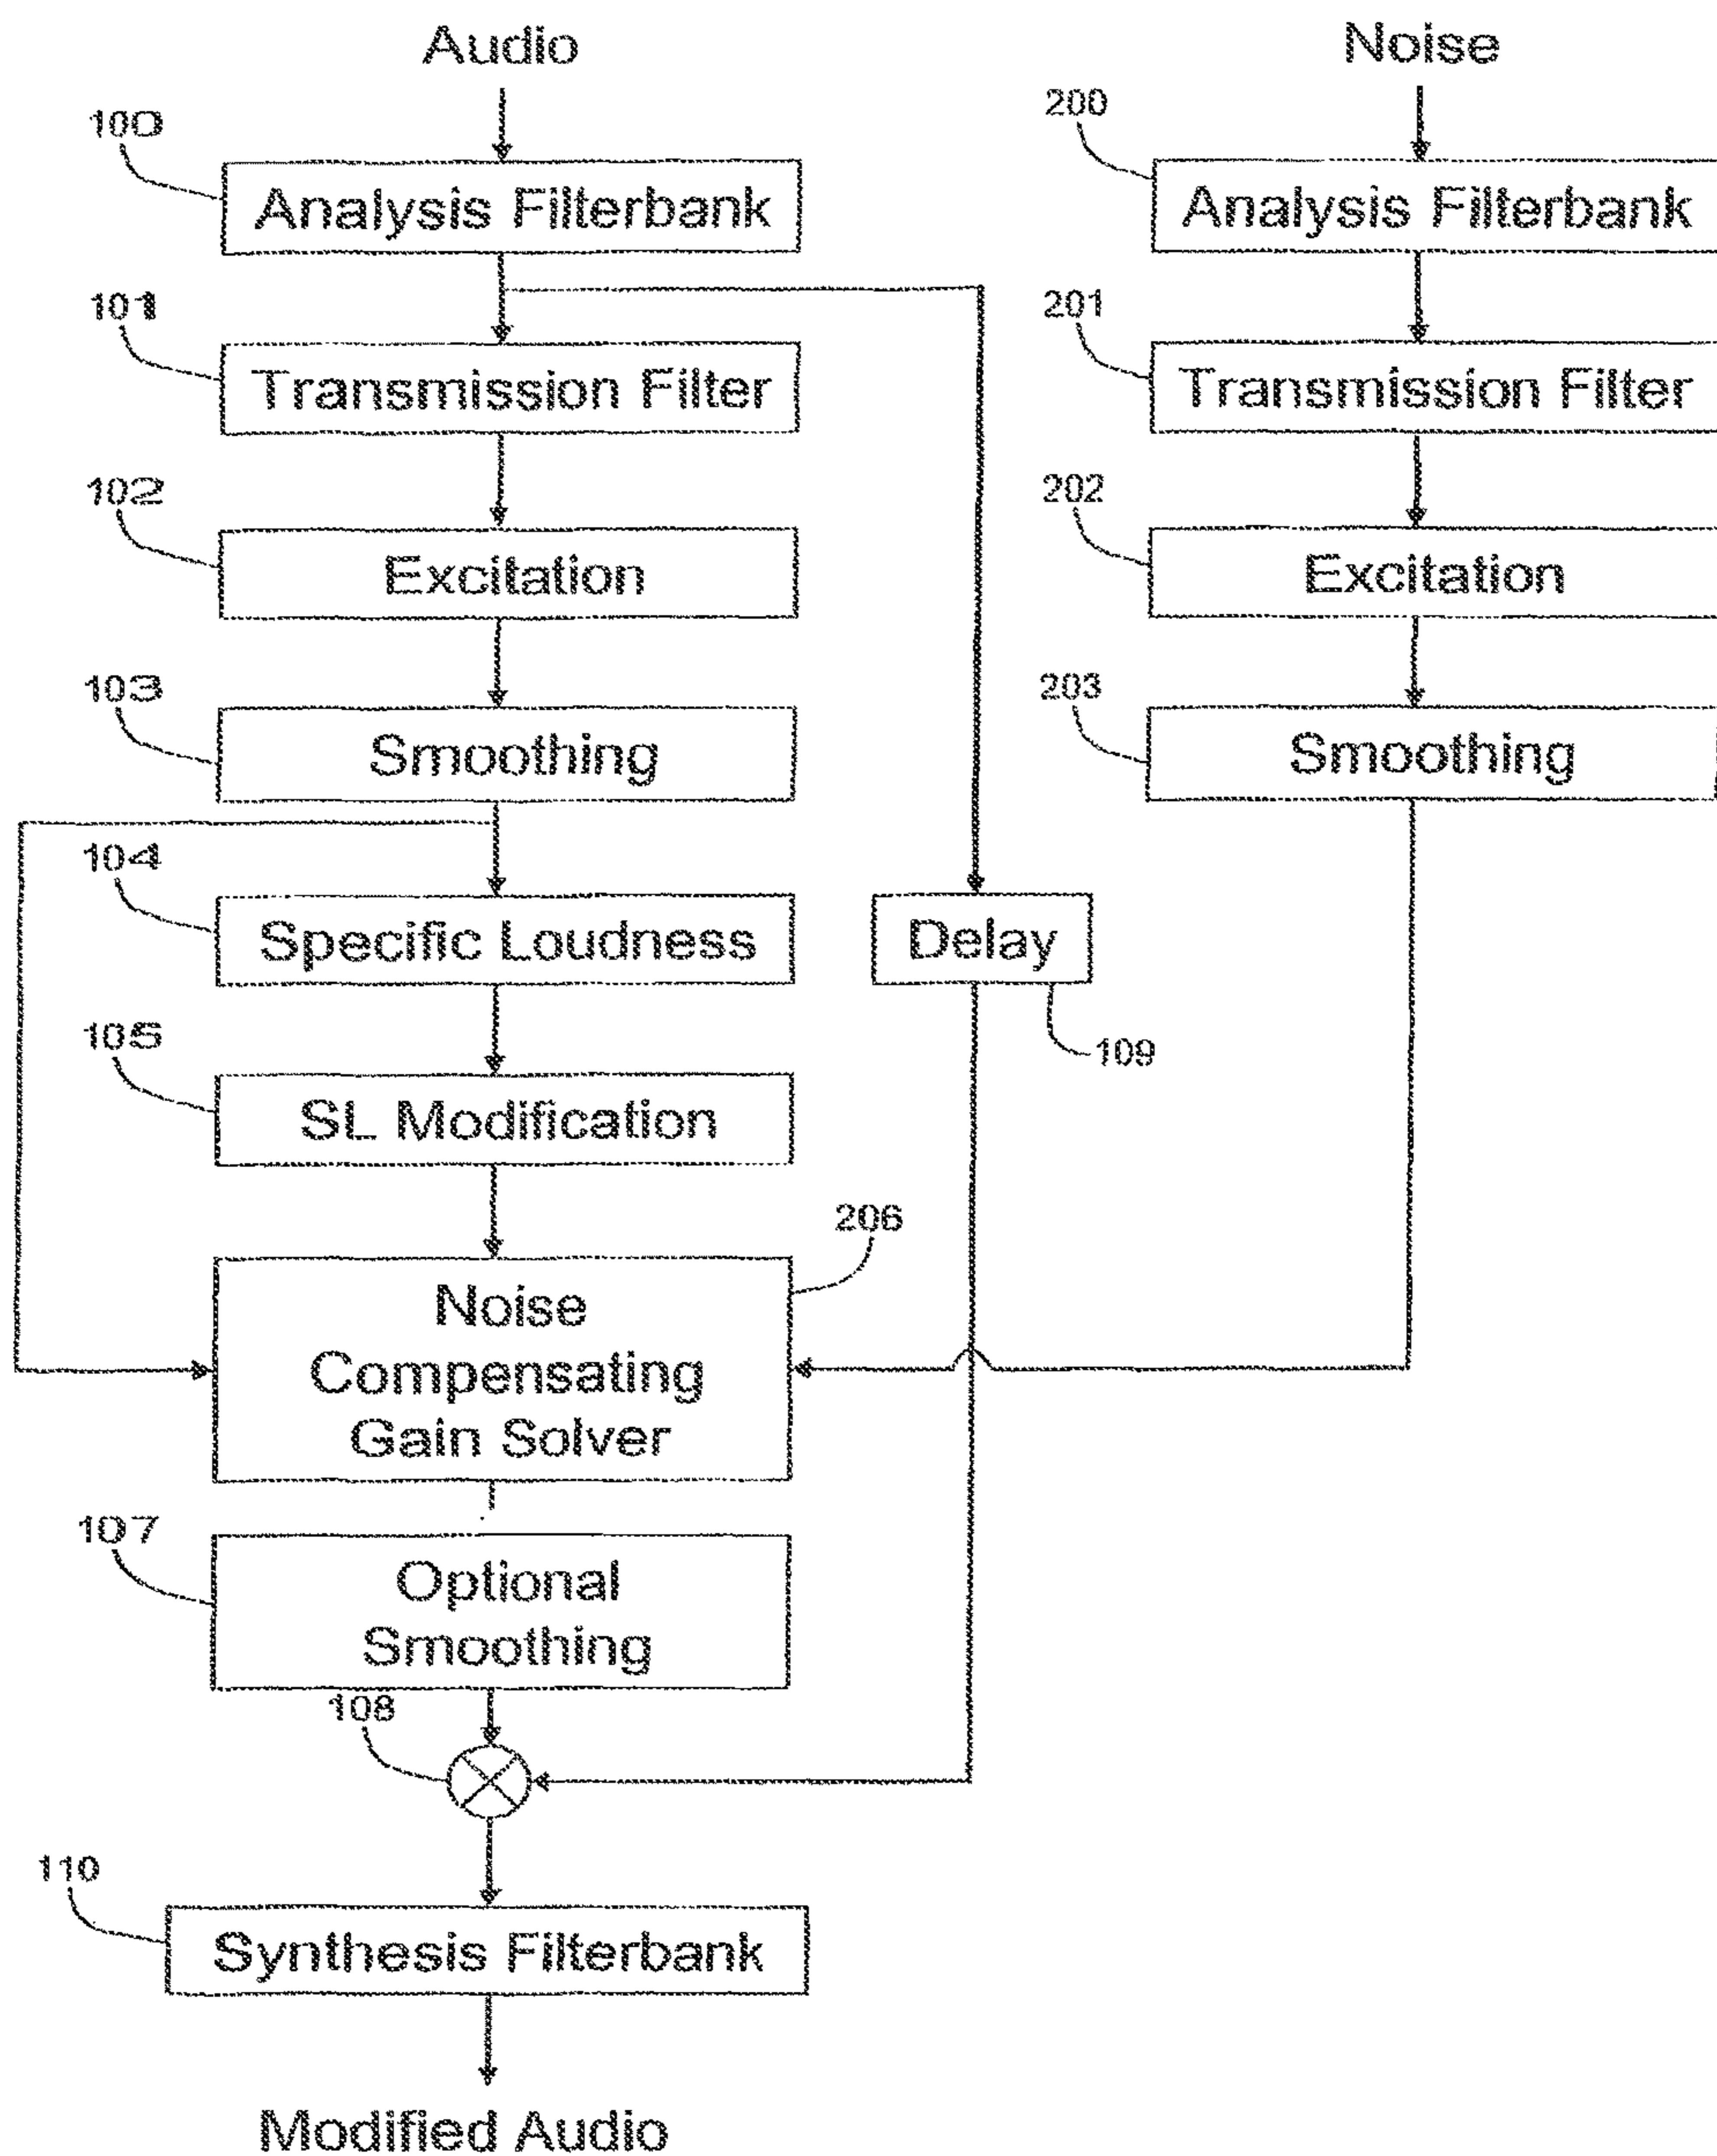 Audio
Noise
100
200
Analysis Filterbank
Analysis Filterbank
101
201
Transmission Filter
Transmission Filter
102
202
Excitation
Excitation
103
203
Smoothing
Smoothing
104
Specific Loudness
Delay
105
109
SL Modification
206
Noise
Compensating
Gain Solver
107
Optional
Smoothing
108
110
Synthesis Filterbank
Modified Audio